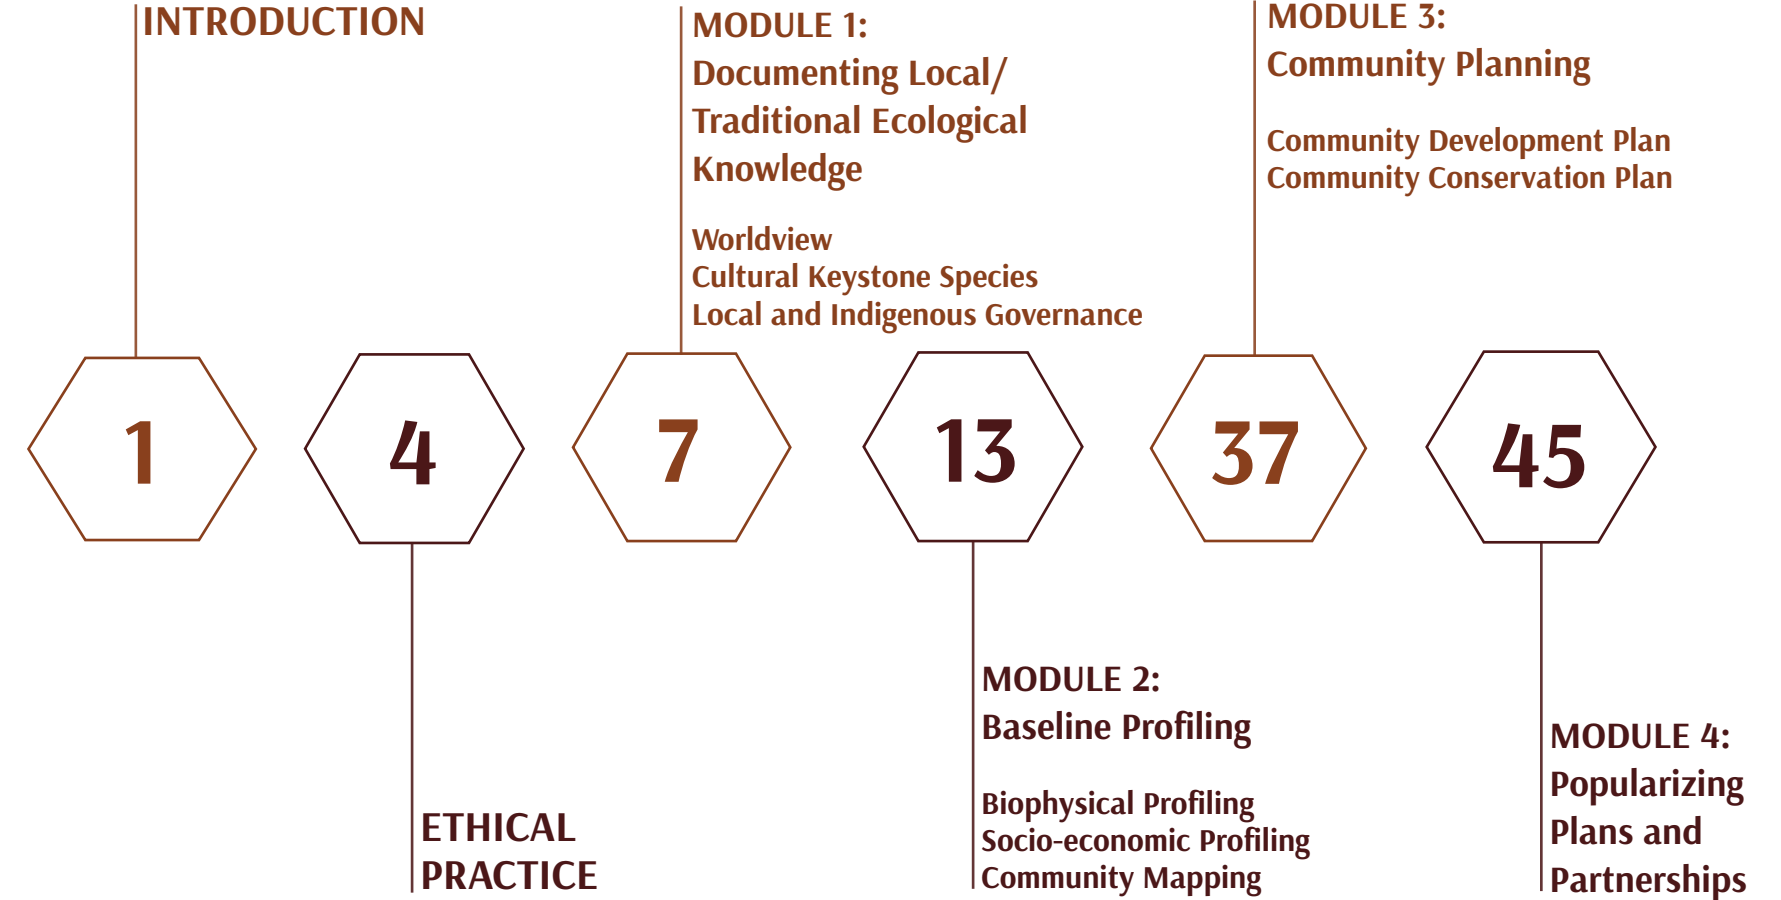 INTRODUCTION
MODULE 1:
Documenting Local/
Traditional Ecological
Knowledge
Worldview
Cultural Keystone Species
Local and Indigenous Governance
MODULE 3:
Community Planning
Community Development Plan
Community Conservation Plan
1
4
7
13
37
45
ETHICAL
PRACTICE
MODULE 2:
Baseline Profiling
Biophysical Profiling
Socio-economic Profiling
Community Mapping
MODULE 4:
Popularizing
Plans and
Partnerships